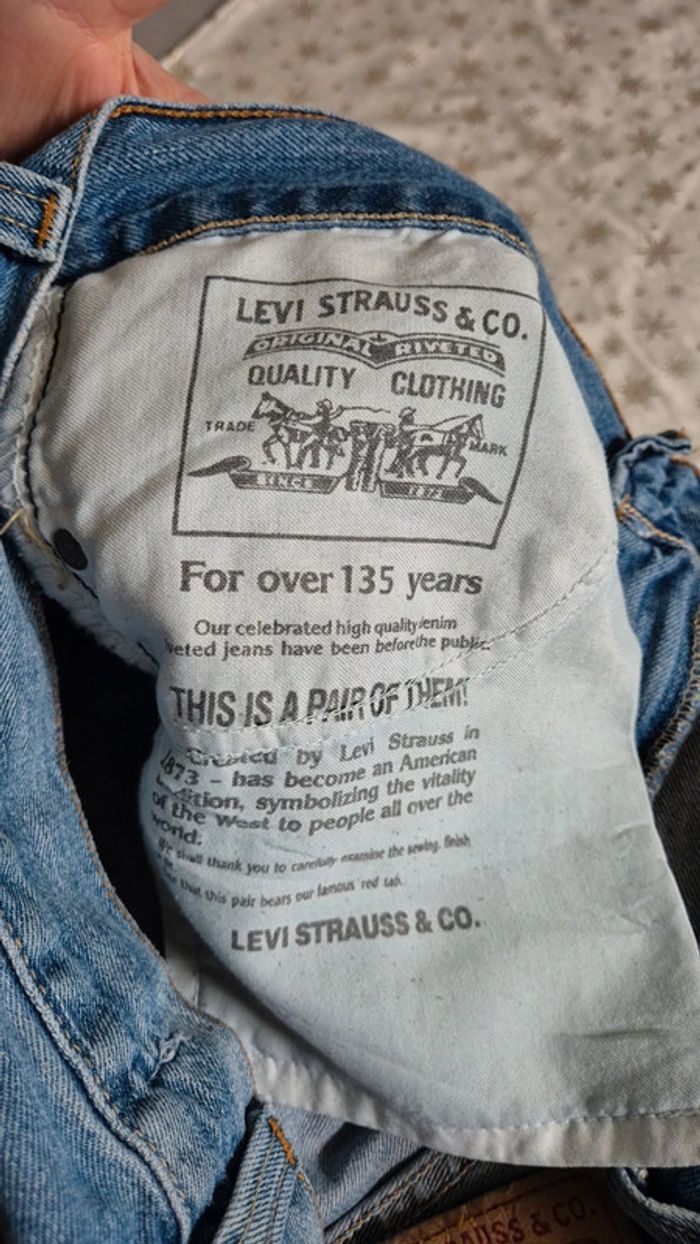 LEVI STRAUSS & CO.
ORIGINAL RIVETED
QUALITY CLOTHING
TRADE MARK
SINCE 1873
For over 135 years
Our celebrated high quality denim
veted jeans have been before the public.
THIS IS A PAIR OF THEM!
Created by Levi Strauss in
1873 – has become an American
tradition, symbolizing the vitality
of the West to people all over the
world.
We shall thank you to carefully examine the sewing, finish
that this pair bears our famous red tab.
LEVI STRAUSS & CO.
AUSS & CO.